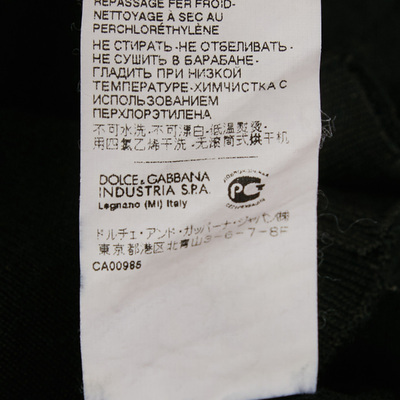 REPASSAGE FER FROID-
NETTOYAGE À SEC AU
PERCHLORÉTHYLÈNE
НЕ СТИРАТЬ-НЕ ОТБЕЛИВАТЬ-
НЕ СУШИТЬ В БАРАБАНЕ-
ГЛАДИТЬ ПРИ НИЗКОЙ
ТЕМПЕРАТУРЕ-ХИМЧИСТКА С
ИСПОЛЬЗОВАНИЕМ
ПЕРХЛОРЭТИЛЕНА
不可水洗-不可漂白-低温熨烫-
用四氯乙烯干洗-无滚筒式烘干机
DOLCE & GABBANA
INDUSTRIA S.P.A.
Legnano (MI) Italy
РС
ドルチェ・アンド・ガッバーナ・ジャパン(株)
東京都港区北青山3-6-7-8F
CA00985